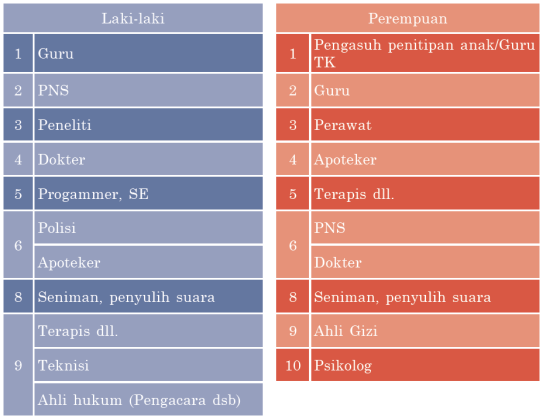 Laki-laki
1 Guru
2 PNS
3 Peneliti
4 Dokter
5 Progammer, SE
6 Polisi
Apoteker
8 Seniman, penyulih suara
9 Terapis dll.
Teknisi
Ahli hukum (Pengacara dsb)
Perempuan
1 Pengasuh penitipan anak/Guru
TK
2 Guru
3 Perawat
4 Apoteker
5 Terapis dll.
6 PNS
Dokter
8 Seniman, penyulih suara
9 Ahli Gizi
10 Psikolog